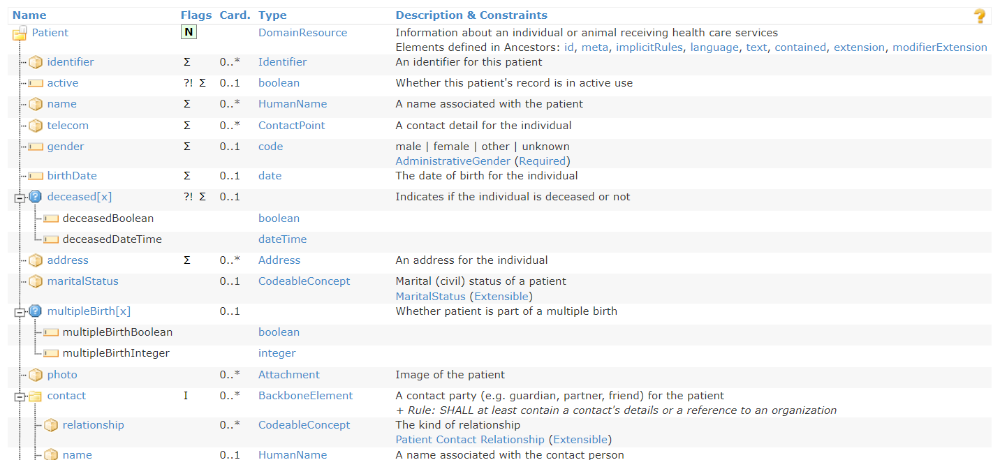 Name Flags Card. Type Description & Constraints ?
Patient N DomainResource Information about an individual or animal receiving health care services
Elements defined in Ancestors: id, meta, implicitRules, language, text, contained, extension, modifierExtension
identifier Σ 0..* Identifier An identifier for this patient
active ?! Σ 0..1 boolean Whether this patient's record is in active use
name Σ 0..* HumanName A name associated with the patient
telecom Σ 0..* ContactPoint A contact detail for the individual
gender Σ 0..1 code male | female | other | unknown
AdministrativeGender (Required)
birthDate Σ 0..1 date The date of birth for the individual
deceased[x] ?! Σ 0..1 Indicates if the individual is deceased or not
deceasedBoolean boolean
deceasedDateTime dateTime
address Σ 0..* Address An address for the individual
maritalStatus 0..1 CodeableConcept Marital (civil) status of a patient
MaritalStatus (Extensible)
multipleBirth[x] 0..1 Whether patient is part of a multiple birth
multipleBirthBoolean boolean
multipleBirthInteger integer
photo 0..* Attachment Image of the patient
contact I 0..* BackboneElement A contact party (e.g. guardian, partner, friend) for the patient
+ Rule: SHALL at least contain a contact's details or a reference to an organization
relationship 0..* CodeableConcept The kind of relationship
Patient Contact Relationship (Extensible)
name 0..1 HumanName A name associated with the contact person